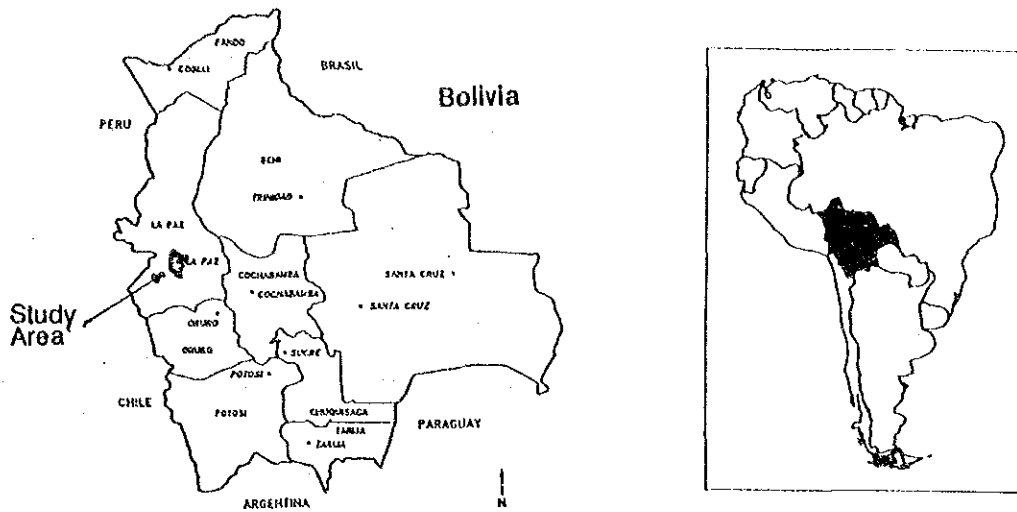 PANDO
COBIJA
BRASIL
Bolivia
PERU
BENI
TRINIDAD
LA PAZ
LA PAZ
COCHABAMBA
COCHABAMBA
SANTA CRUZ
SANTA CRUZ
Study
Area
ORURO
ORURO
SUCRE
POTOSI
CHILE
POTOSI
CHUQUISACA
PARAGUAY
TARIJA
TARIJA
ARGENTINA
N